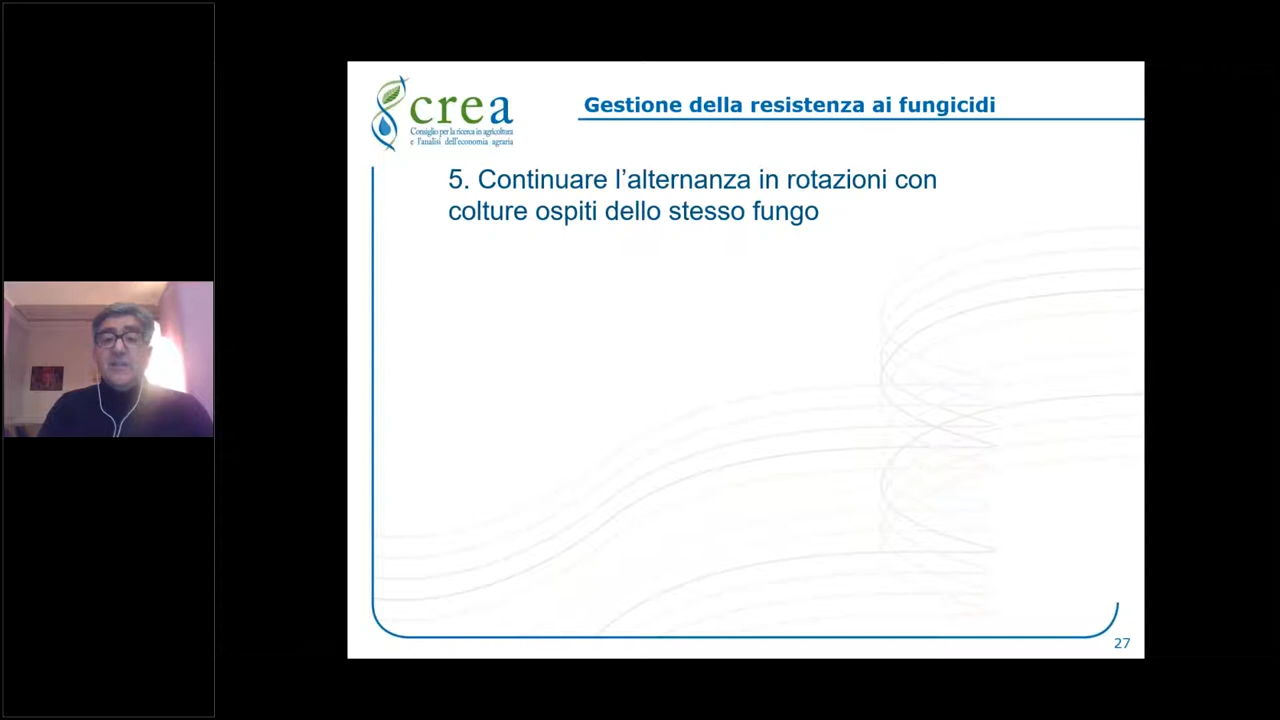 crea
Consiglio per la ricerca in agricoltura
e l'analisi dell'economia agraria
Gestione della resistenza ai fungicidi
5. Continuare l’alternanza in rotazioni con
colture ospiti dello stesso fungo
27